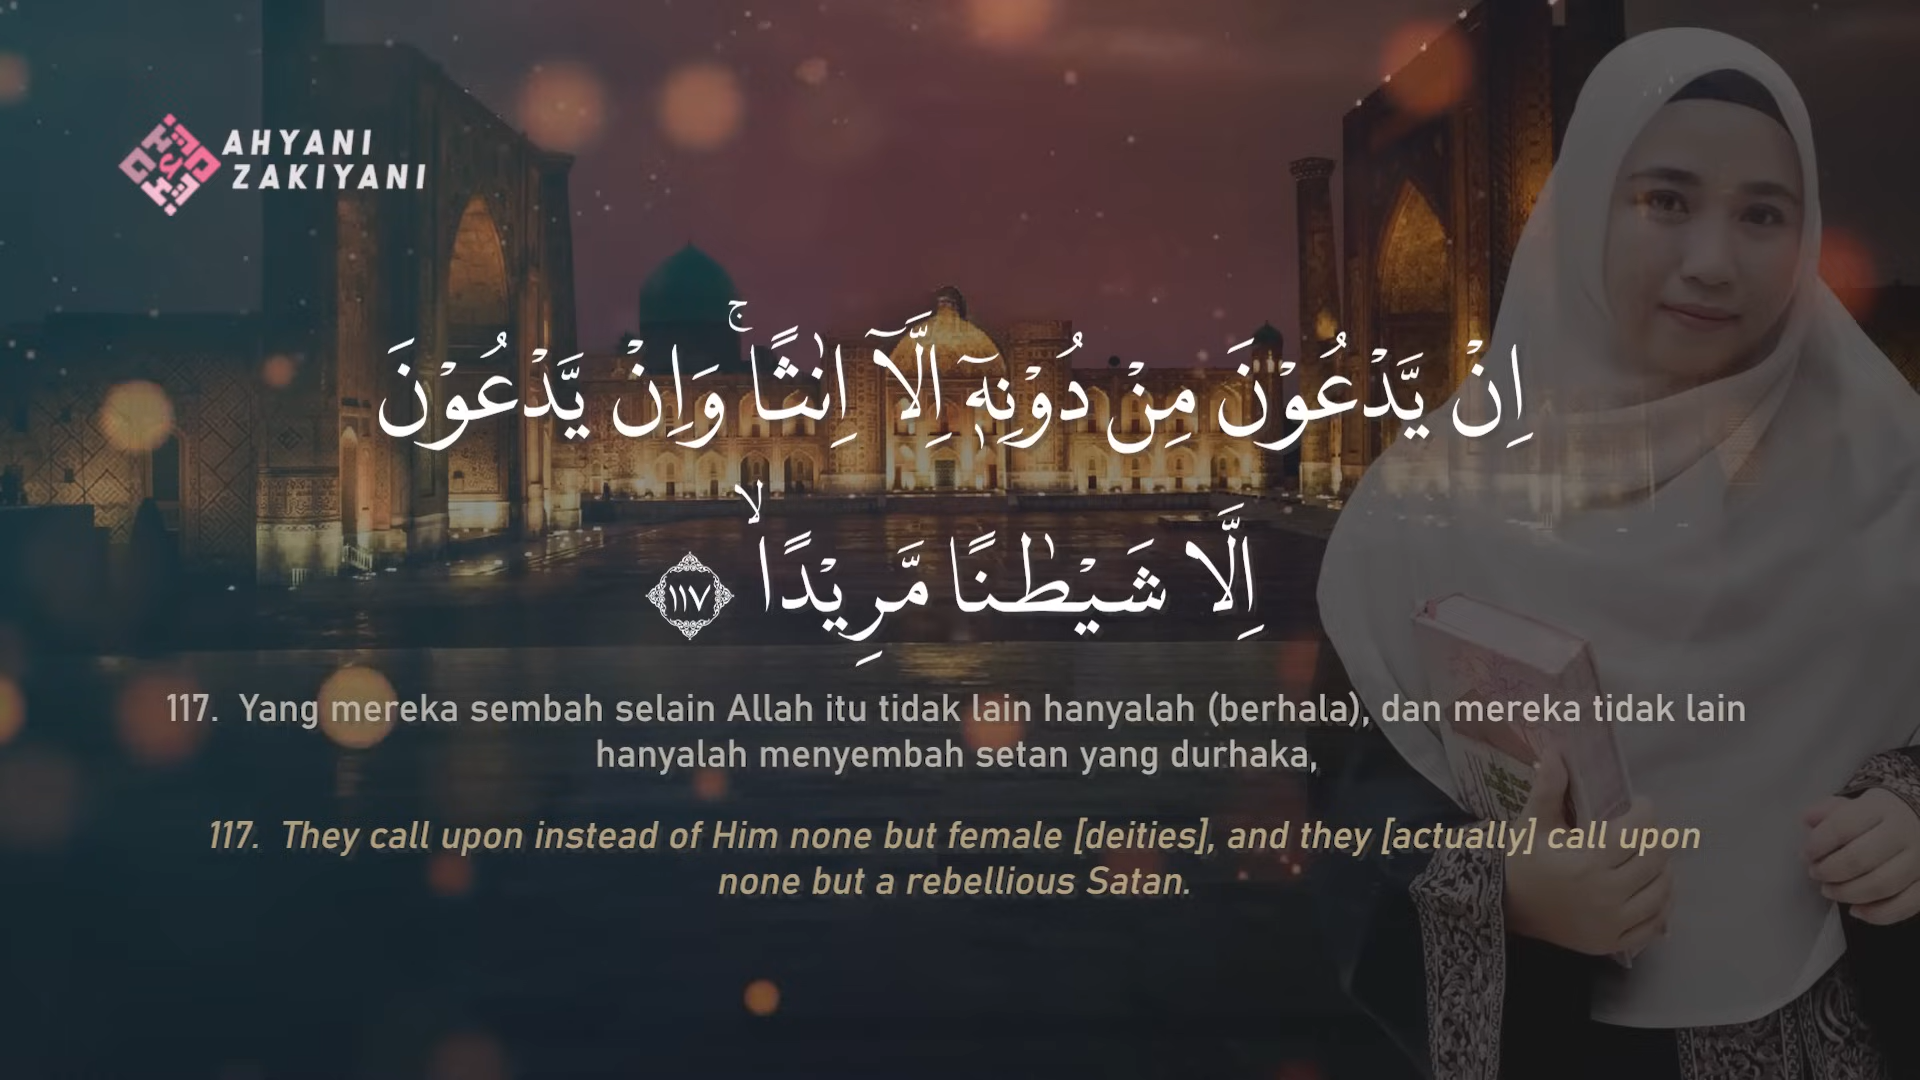 AHYANI
ZAKIYANI
اِنْ يَّدْعُوْنَ مِنْ دُوْنِهٖٓ اِلَّآ اِنٰثًاۚ وَاِنْ يَّدْعُوْنَ
اِلَّا شَيْطٰنًا مَّرِيْدًاۙ ١١٧
117. Yang mereka sembah selain Allah itu tidak lain hanyalah (berhala), dan mereka tidak lain
hanyalah menyembah setan yang durhaka,
117. They call upon instead of Him none but female [deities], and they [actually] call upon
none but a rebellious Satan.